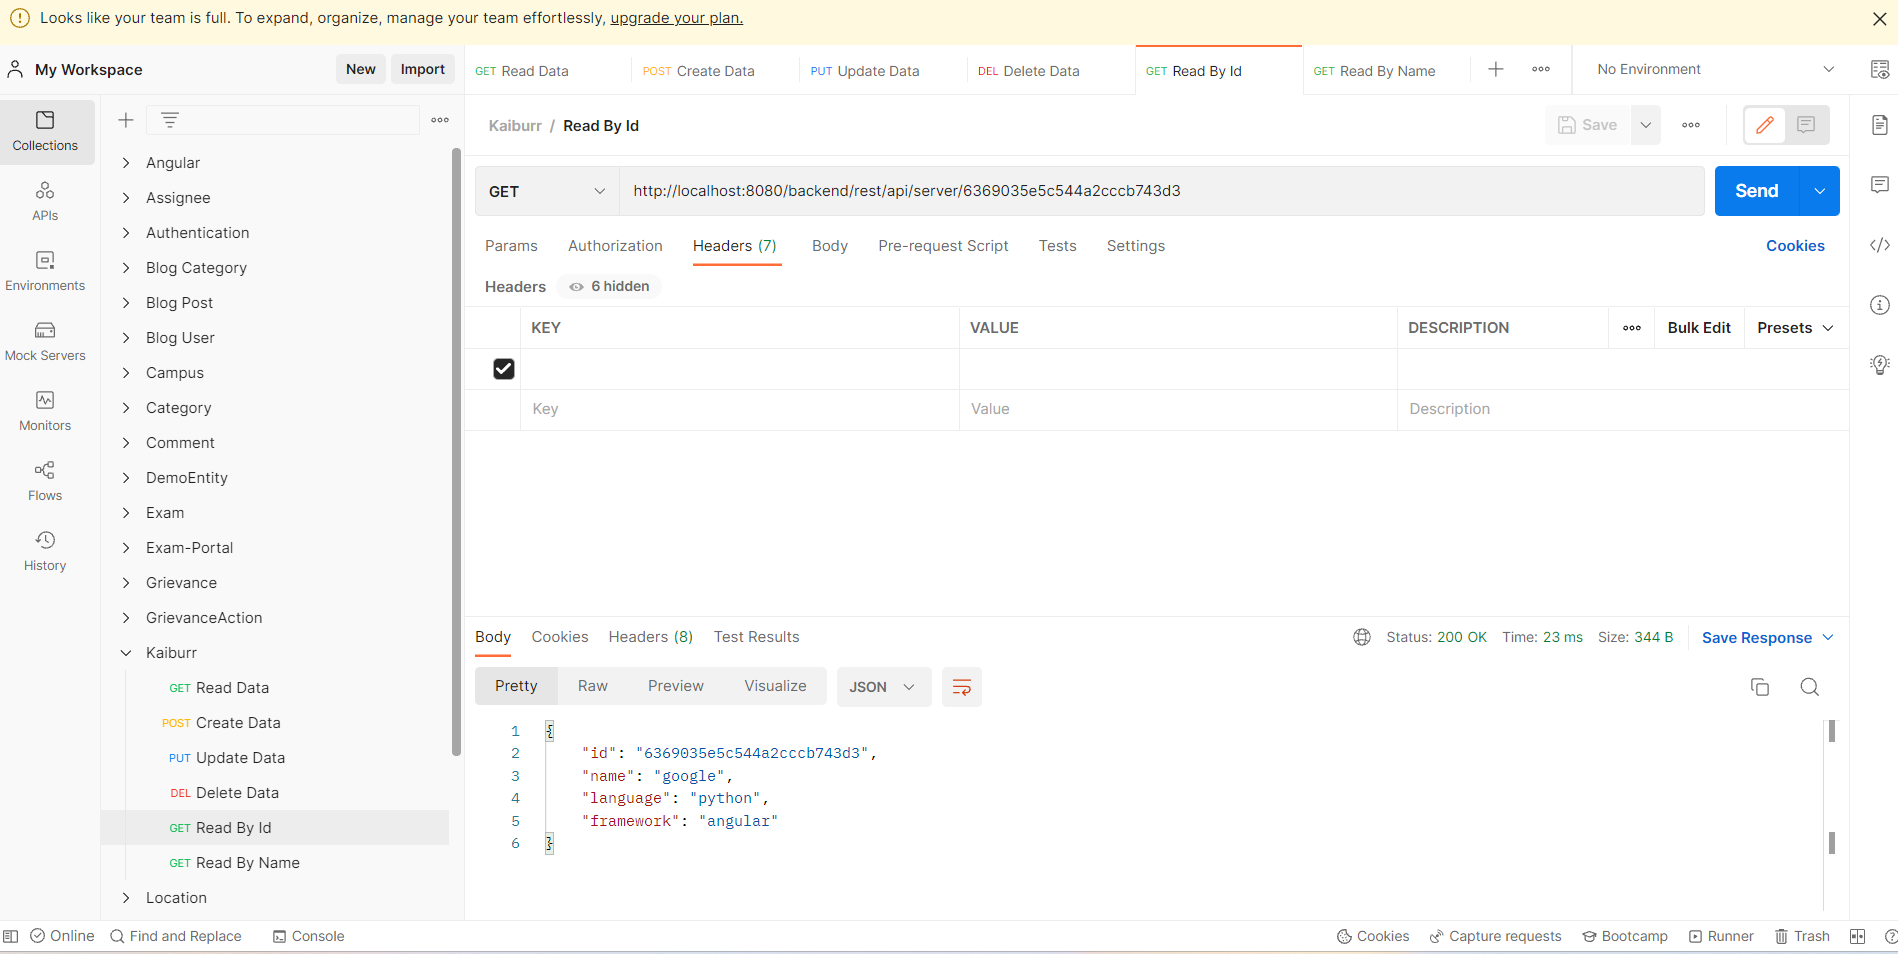 Looks like your team is full. To expand, organize, manage your team effortlessly, upgrade your plan.
My Workspace
New
Import
GET Read Data
POST Create Data
PUT Update Data
DEL Delete Data
GET Read By Id
GET Read By Name
No Environment
Collections
APIs
Environments
Mock Servers
Monitors
Flows
History
Angular
Assignee
Authentication
Blog Category
Blog Post
Blog User
Campus
Category
Comment
DemoEntity
Exam
Exam-Portal
Grievance
GrievanceAction
Kaiburr
GET Read Data
POST Create Data
PUT Update Data
DEL Delete Data
GET Read By Id
GET Read By Name
Location
Kaiburr / Read By Id
Save
GET
http://localhost:8080/backend/rest/api/server/6369035e5c544a2cccb743d3
Send
Params
Authorization
Headers (7)
Body
Pre-request Script
Tests
Settings
Cookies
Headers
6 hidden
KEY
VALUE
DESCRIPTION
Bulk Edit
Presets
Key
Value
Description
Body
Cookies
Headers (8)
Test Results
Status: 200 OK
Time: 23 ms
Size: 344 B
Save Response
Pretty
Raw
Preview
Visualize
JSON
1 {
2 "id": "6369035e5c544a2cccb743d3",
3 "name": "google",
4 "language": "python",
5 "framework": "angular"
6 }
Online
Find and Replace
Console
Cookies
Capture requests
Bootcamp
Runner
Trash